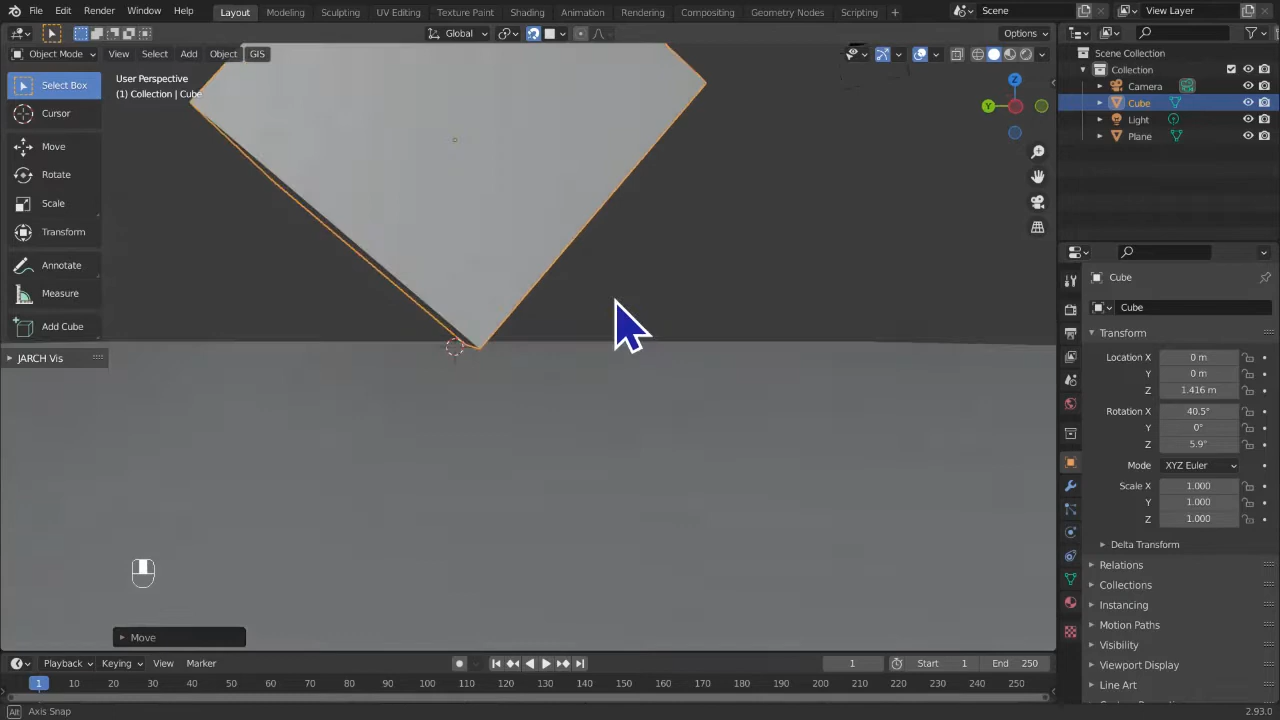 File Edit Render Window Help Layout Modeling Sculpting UV Editing Texture Paint Shading Animation Rendering Compositing Geometry Nodes Scripting + Scene View Layer
Global Options
Object Mode View Select Add Object GIS
User Perspective
(1) Collection | Cube
Select Box
Cursor
Move
Rotate
Scale
Transform
Annotate
Measure
Add Cube
JARCH Vis
Z
Y
Move
Scene Collection
Collection
Camera
Cube
Light
Plane
Cube
Cube
Transform
Location X 0 m
Y 0 m
Z 1.416 m
Rotation X 40.5°
Y 0°
Z 5.9°
Mode XYZ Euler
Scale X 1.000
Y 1.000
Z 1.000
Delta Transform
Relations
Collections
Instancing
Motion Paths
Visibility
Viewport Display
Line Art
Playback Keying View Marker 1 Start 1 End 250
1 10 20 30 40 50 60 70 80 90 100 110 120 130 140 150 160 170 180 190 200 210 220 230 240 250
Alt Axis Snap 2.93.0